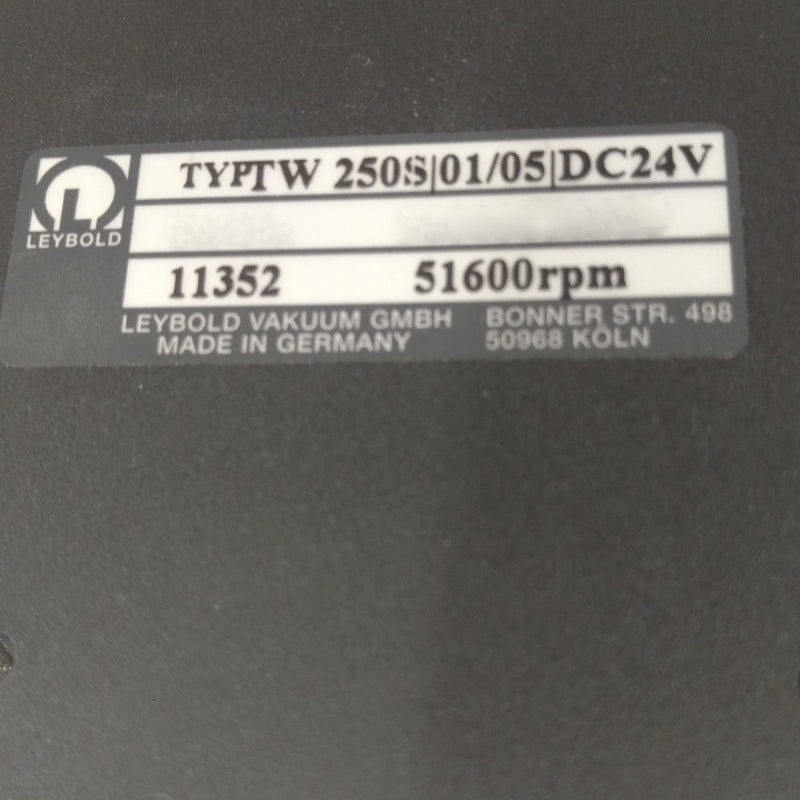 TYPTW 250S|01/05|DC24V
L
LEYBOLD
11352 51600rpm
LEYBOLD VAKUUM GMBH BONNER STR. 498
MADE IN GERMANY 50968 KÖLN